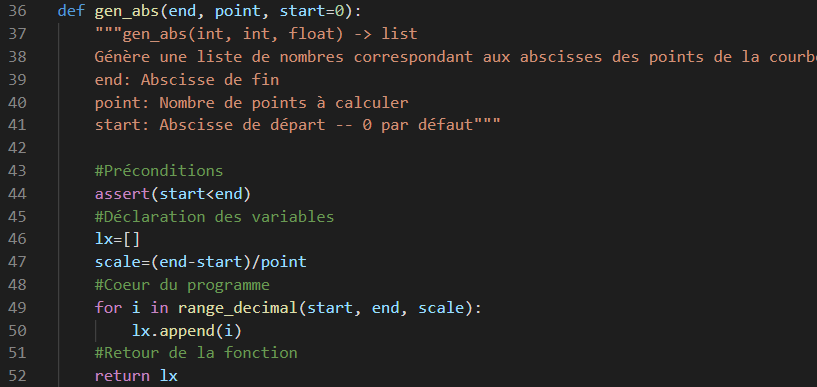 36 def gen_abs(end, point, start=0):
37 """gen_abs(int, int, float) -> list
38 Génère une liste de nombres correspondant aux abscisses des points de la courbe
39 end: Abscisse de fin
40 point: Nombre de points à calculer
41 start: Abscisse de départ -- 0 par défaut"""
42
43 #Préconditions
44 assert(start<end)
45 #Déclaration des variables
46 lx=[]
47 scale=(end-start)/point
48 #Coeur du programme
49 for i in range_decimal(start, end, scale):
50 lx.append(i)
51 #Retour de la fonction
52 return lx